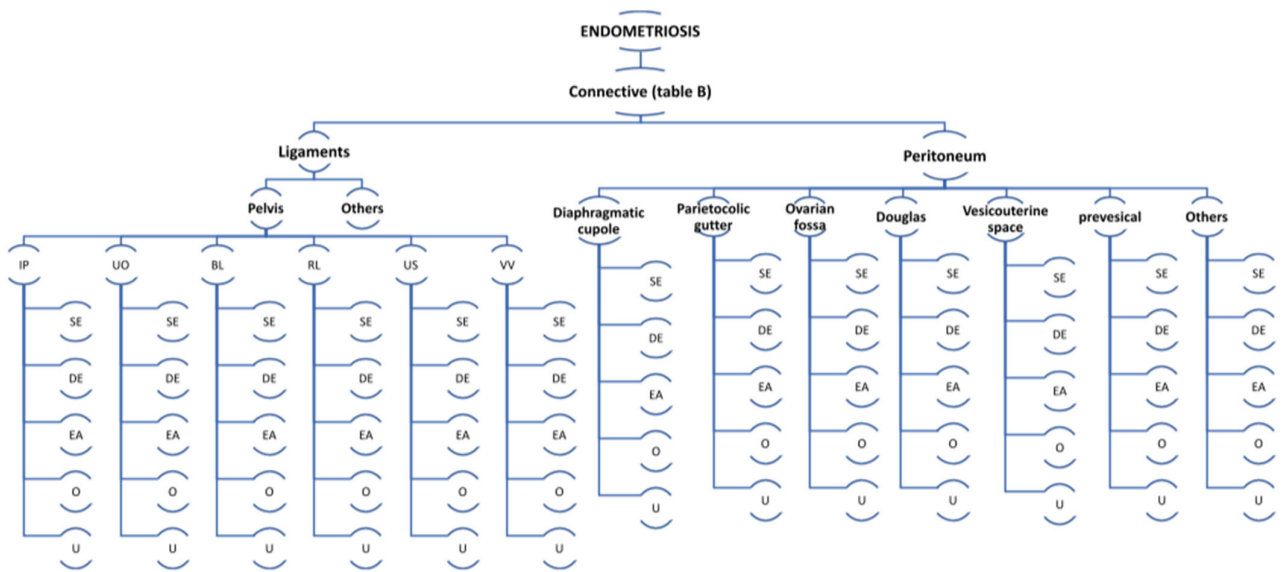 ENDOMETRIOSIS
Connective (table B)
Ligaments
Peritoneum
Pelvis
Others
Diaphragmatic
cupole
Parietocolic
gutter
Ovarian
fossa
Douglas
Vesicouterine
space
prevesical
Others
IP
UO
BL
RL
US
VV
SE
DE
EA
O
U
SE
DE
EA
O
U
SE
DE
EA
O
U
SE
DE
EA
O
U
SE
DE
EA
O
U
SE
DE
EA
O
U
SE
DE
EA
O
U
SE
DE
EA
O
U
SE
DE
EA
O
U
SE
DE
EA
O
U
SE
DE
EA
O
U
SE
DE
EA
O
U
SE
DE
EA
O
U